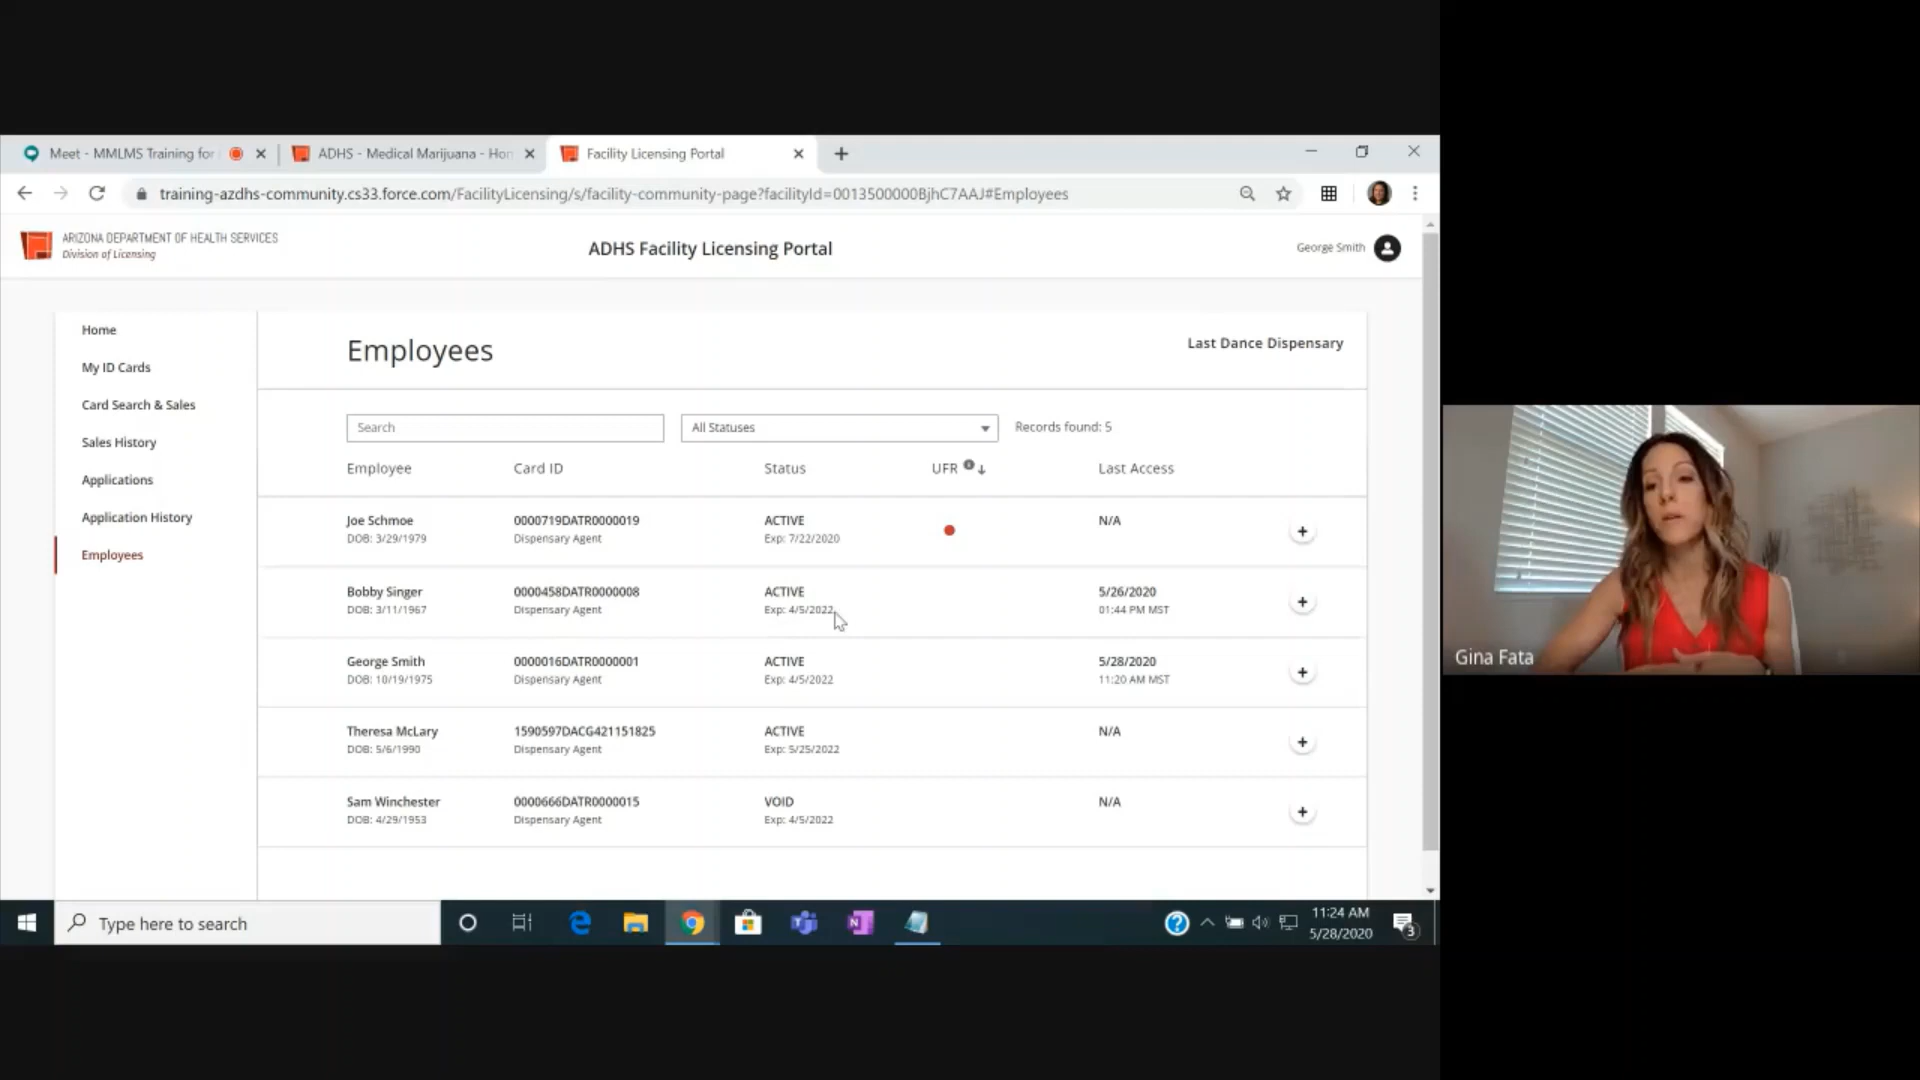 Meet - MMLMS Training for
ADHS - Medical Marijuana - Hon
Facility Licensing Portal
training-azdhs-community.cs33.force.com/FacilityLicensing/s/facility-community-page?facilityId=0013500000BjhC7AAJ#Employees
ARIZONA DEPARTMENT OF HEALTH SERVICES
Division of Licensing
ADHS Facility Licensing Portal
George Smith
Home
My ID Cards
Card Search & Sales
Sales History
Applications
Application History
Employees
Employees
Last Dance Dispensary
Search
All Statuses
Records found: 5
Employee Card ID Status UFR Last Access
Joe Schmoe 0000719DATR0000019 ACTIVE N/A
DOB: 3/29/1979 Dispensary Agent Exp: 7/22/2020
Bobby Singer 0000458DATR0000008 ACTIVE 5/26/2020
DOB: 3/11/1967 Dispensary Agent Exp: 4/5/2022 01:44 PM MST
George Smith 0000016DATR0000001 ACTIVE 5/28/2020
DOB: 10/19/1975 Dispensary Agent Exp: 4/5/2022 11:20 AM MST
Theresa McLary 1590597DACG421151825 ACTIVE N/A
DOB: 5/6/1990 Dispensary Agent Exp: 5/25/2022
Sam Winchester 0000666DATR0000015 VOID N/A
DOB: 4/29/1953 Dispensary Agent Exp: 4/5/2022
Gina Fata
Type here to search
11:24 AM
5/28/2020
3